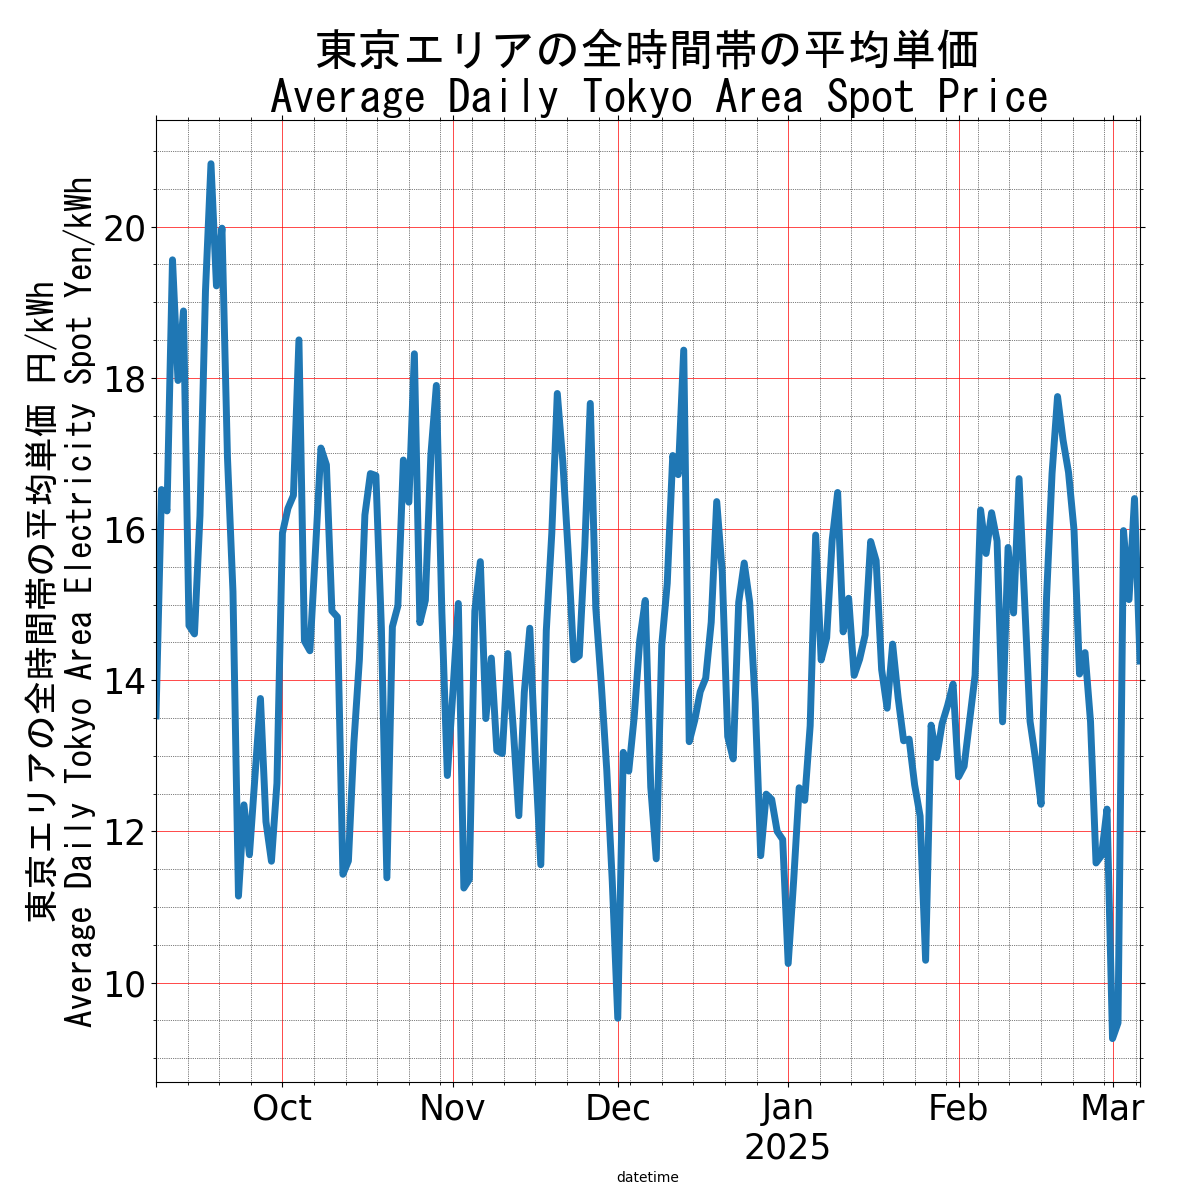 東京エリアの全時間帯の平均単価
Average Daily Tokyo Area Spot Price
東京エリアの全時間帯の平均単価 円/kWh
Average Daily Tokyo Area Electricity Spot Yen/kWh
20
18
16
14
12
10
Oct
Nov
Dec
Jan
2025
Feb
Mar
datetime